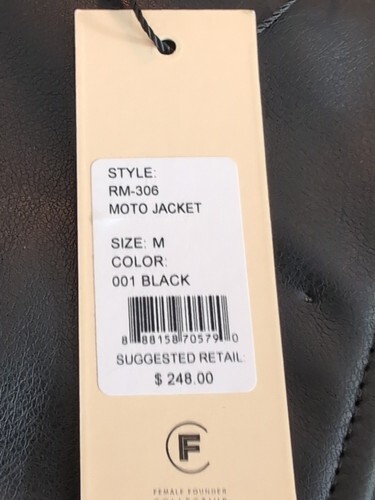 STYLE:
RM-306
MOTO JACKET
SIZE: M
COLOR:
001 BLACK
8 88158 70579 0
SUGGESTED RETAIL
$ 248.00
F
FEMALE FOUNDER
COLLECTIVE